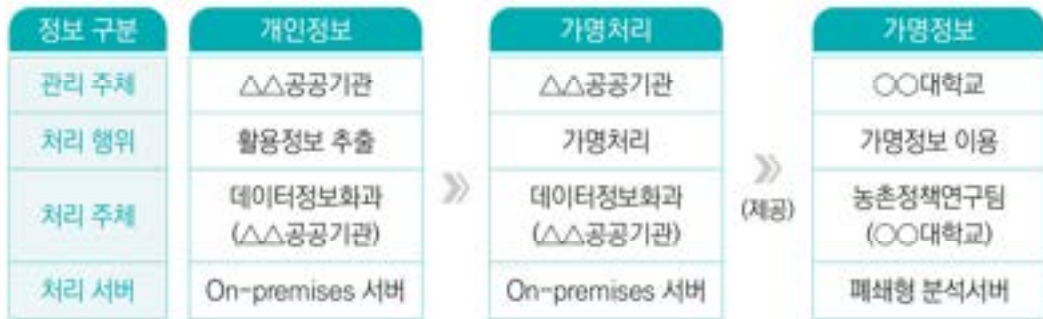 정보 구분 개인정보 가명처리 가명정보
관리 주체 △△공공기관 △△공공기관 ○○대학교
처리 행위 활용정보 추출 가명처리 가명정보 이용
처리 주체 데이터정보화과 (△△공공기관) 데이터정보화과 (△△공공기관) 농촌정책연구팀 (○○대학교)
(제공)
처리 서버 On-premises 서버 On-premises 서버 폐쇄형 분석서버